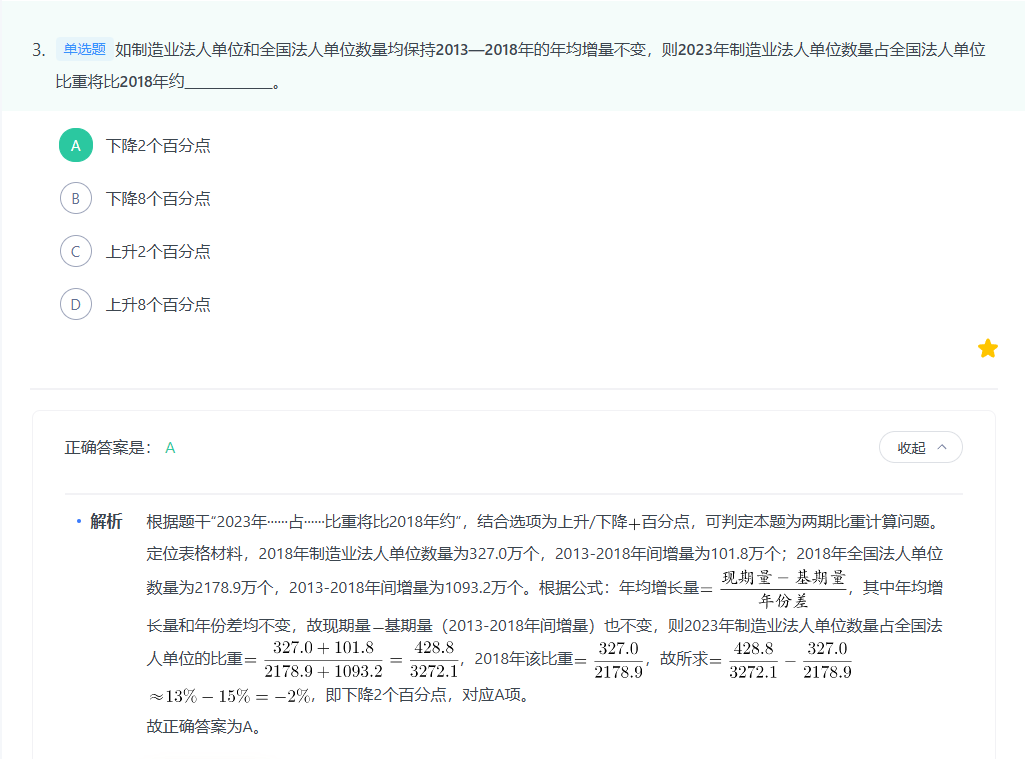 3. 单选题 如制造业法人单位和全国法人单位数量均保持2013—2018年的年均增量不变，则2023年制造业法人单位数量占全国法人单位
比重将比2018年约____________。
A 下降2个百分点
B 下降8个百分点
C 上升2个百分点
D 上升8个百分点
正确答案是： A
收起
• 解析 根据题干“2023年······占······比重将比2018年约”，结合选项为上升/下降+百分点，可判定本题为两期比重计算问题。
定位表格材料，2018年制造业法人单位数量为327.0万个，2013-2018年间增量为101.8万个；2018年全国法人单位
数量为2178.9万个，2013-2018年间增量为1093.2万个。根据公式：年均增长量=现期量－基期量/年份差，其中年均增
长量和年份差均不变，故现期量–基期量（2013-2018年间增量）也不变，则2023年制造业法人单位数量占全国法
人单位的比重=327.0+101.8/2178.9+1093.2=428.8/3272.1，2018年该比重=327.0/2178.9，故所求=428.8/3272.1−327.0/2178.9
≈13%−15%=−2%，即下降2个百分点，对应A项。
故正确答案为A。